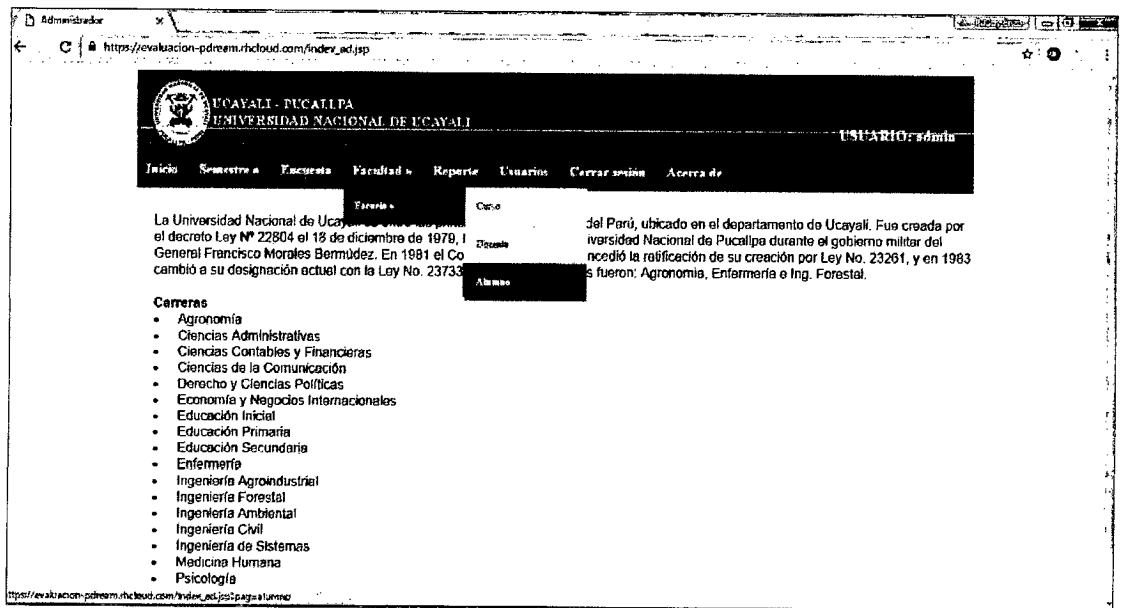 Administrador
https://evaluacion-pdream.rhcloud.com/index_ad.jsp
UCAYALI - PUCALLPA
UNIVERSIDAD NACIONAL DE UCAYALI
USUARIO: admin
Inicio Semestre » Encuesta Facultad » Reporte Usuarios Cerrar sesión Acerca de
Escuela » Curso
Docente
Alumno
La Universidad Nacional de del Perú, ubicado en el departamento de Ucayali. Fue creada por
el decreto Ley Nº 22804 el 18 de diciembre de 1979, Nacional de Pucallpa durante el gobierno militar del
General Francisco Morales Bermúdez. En 1981 el Co ncedió la ratificación de su creación por Ley No. 23261, y en 1983
cambió a su designación actual con la Ley No. 23733 s fueron: Agronomía, Enfermería e Ing. Forestal.
Carreras
• Agronomía
• Ciencias Administrativas
• Ciencias Contables y Financieras
• Ciencias de la Comunicación
• Derecho y Ciencias Políticas
• Economía y Negocios Internacionales
• Educación Inicial
• Educación Primaria
• Educación Secundaria
• Enfermería
• Ingeniería Agroindustrial
• Ingeniería Forestal
• Ingeniería Ambiental
• Ingeniería Civil
• Ingeniería de Sistemas
• Medicina Humana
• Psicología
ttps://evaluacion-pdream.rhcloud.com/index_ad.jsp?pag=alumno